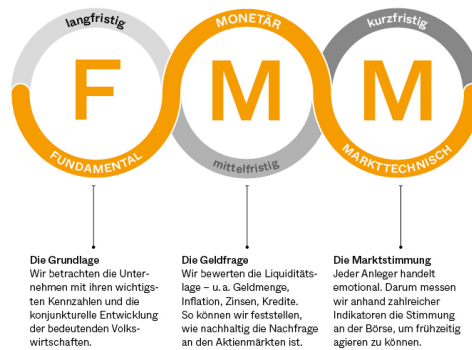 langfristig
F
FUNDAMENTAL
MONETÄR
M
mittelfristig
kurzfristig
M
MARKTTECHNISCH
Die Grundlage
Wir betrachten die Unter-
nehmen mit ihren wichtigs-
ten Kennzahlen und die
konjunkturelle Entwicklung
der bedeutenden Volks-
wirtschaften.
Die Geldfrage
Wir bewerten die Liquiditäts-
lage – u. a. Geldmenge,
Inflation, Zinsen, Kredite.
So können wir feststellen,
wie nachhaltig die Nachfrage
an den Aktienmärkten ist.
Die Marktstimmung
Jeder Anleger handelt
emotional. Darum messen
wir anhand zahlreicher
Indikatoren die Stimmung
an der Börse, um frühzeitig
agieren zu können.